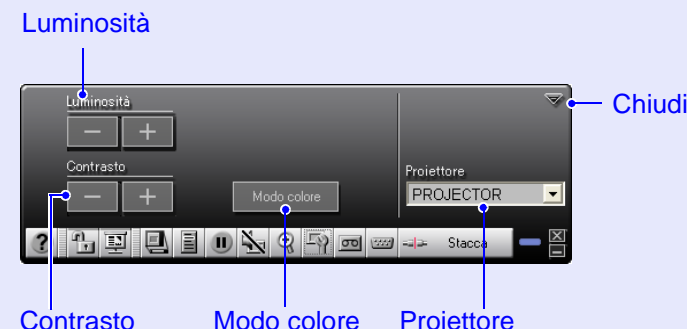 Luminosità
Luminosità
Chiudi
Contrasto
Proiettore
Modo colore
PROJECTOR
? Stacca
Contrasto Modo colore Proiettore